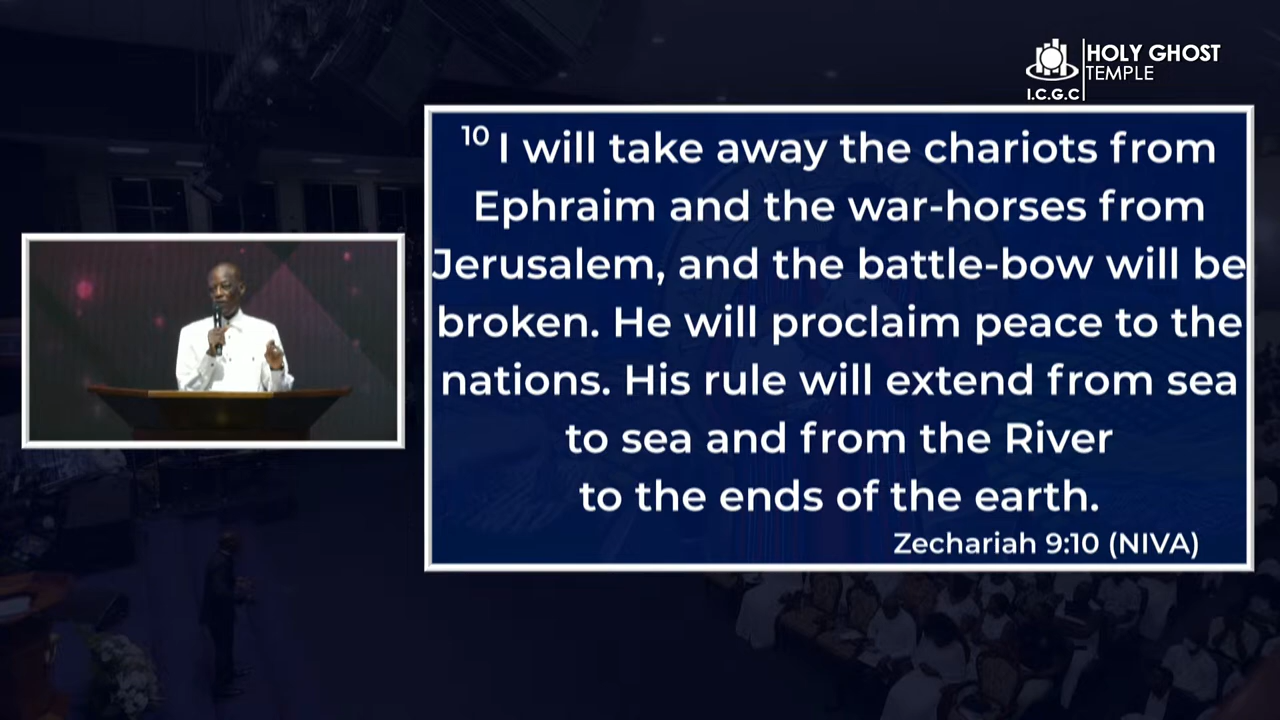 HOLY GHOST
TEMPLE
I.C.G.C
10 I will take away the chariots from
Ephraim and the war-horses from
Jerusalem, and the battle-bow will be
broken. He will proclaim peace to the
nations. His rule will extend from sea
to sea and from the River
to the ends of the earth.
Zechariah 9:10 (NIVA)